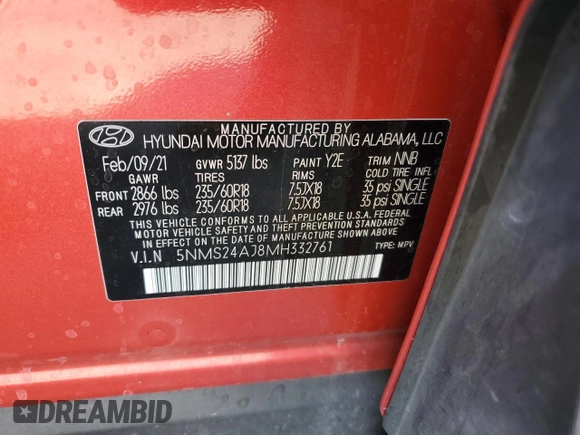 MANUFACTURED BY
HYUNDAI MOTOR MANUFACTURING ALABAMA, LLC
Feb/09/21 GVWR 5137 lbs PAINT Y2E TRIM NNB
GAWR TIRES RIMS COLD TIRE INFL
FRONT 2866 lbs 235/60R18 7.5JX18 35 psi SINGLE
REAR 2976 lbs 235/60R18 7.5JX18 35 psi SINGLE
THIS VEHICLE CONFORMS TO ALL APPLICABLE U.S.A. FEDERAL
MOTOR VEHICLE SAFETY AND THEFT PREVENTION STANDARDS
IN EFFECT ON THE DATE OF MANUFACTURE SHOWN ABOVE.
V.I.N 5NMS24AJ8MH332761 TYPE: MPV
DREAMBID